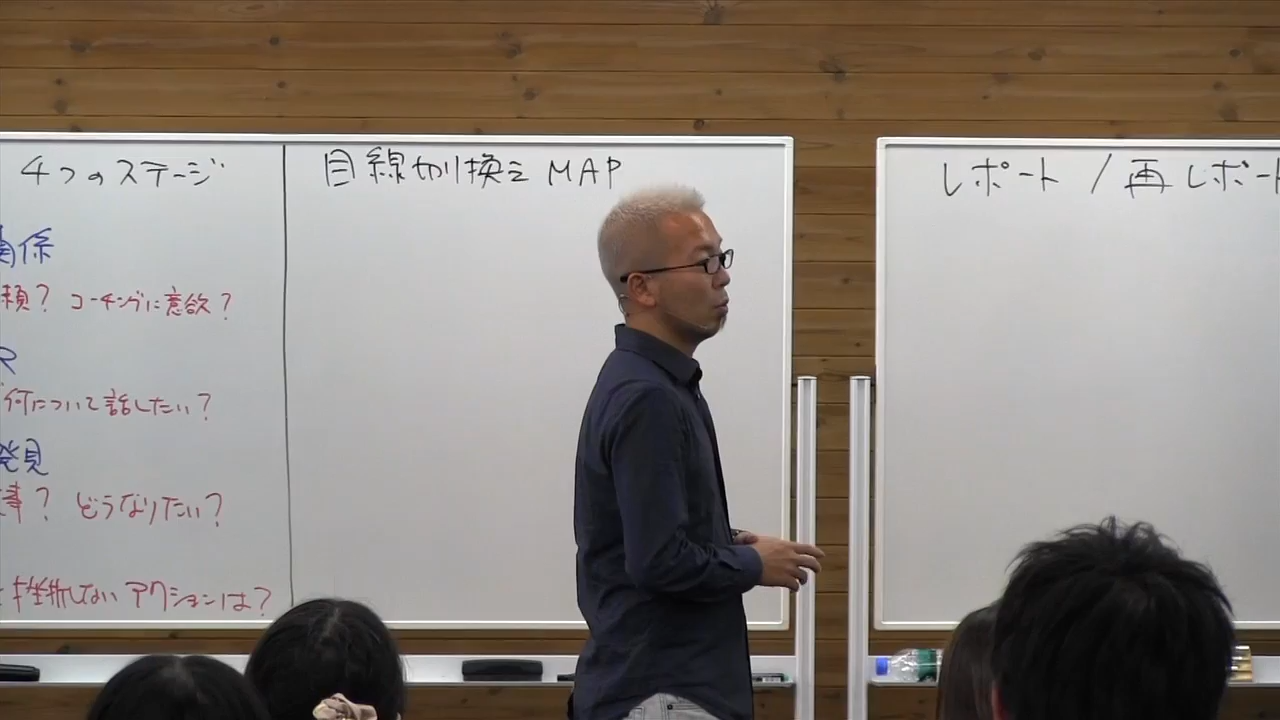 4つのステージ
関係
頼? コーチングに意欲?
何について話したい?
発見
事? どうなりたい?
挫折しないアクションは?
目線切り換え MAP
レポート / 再レポート